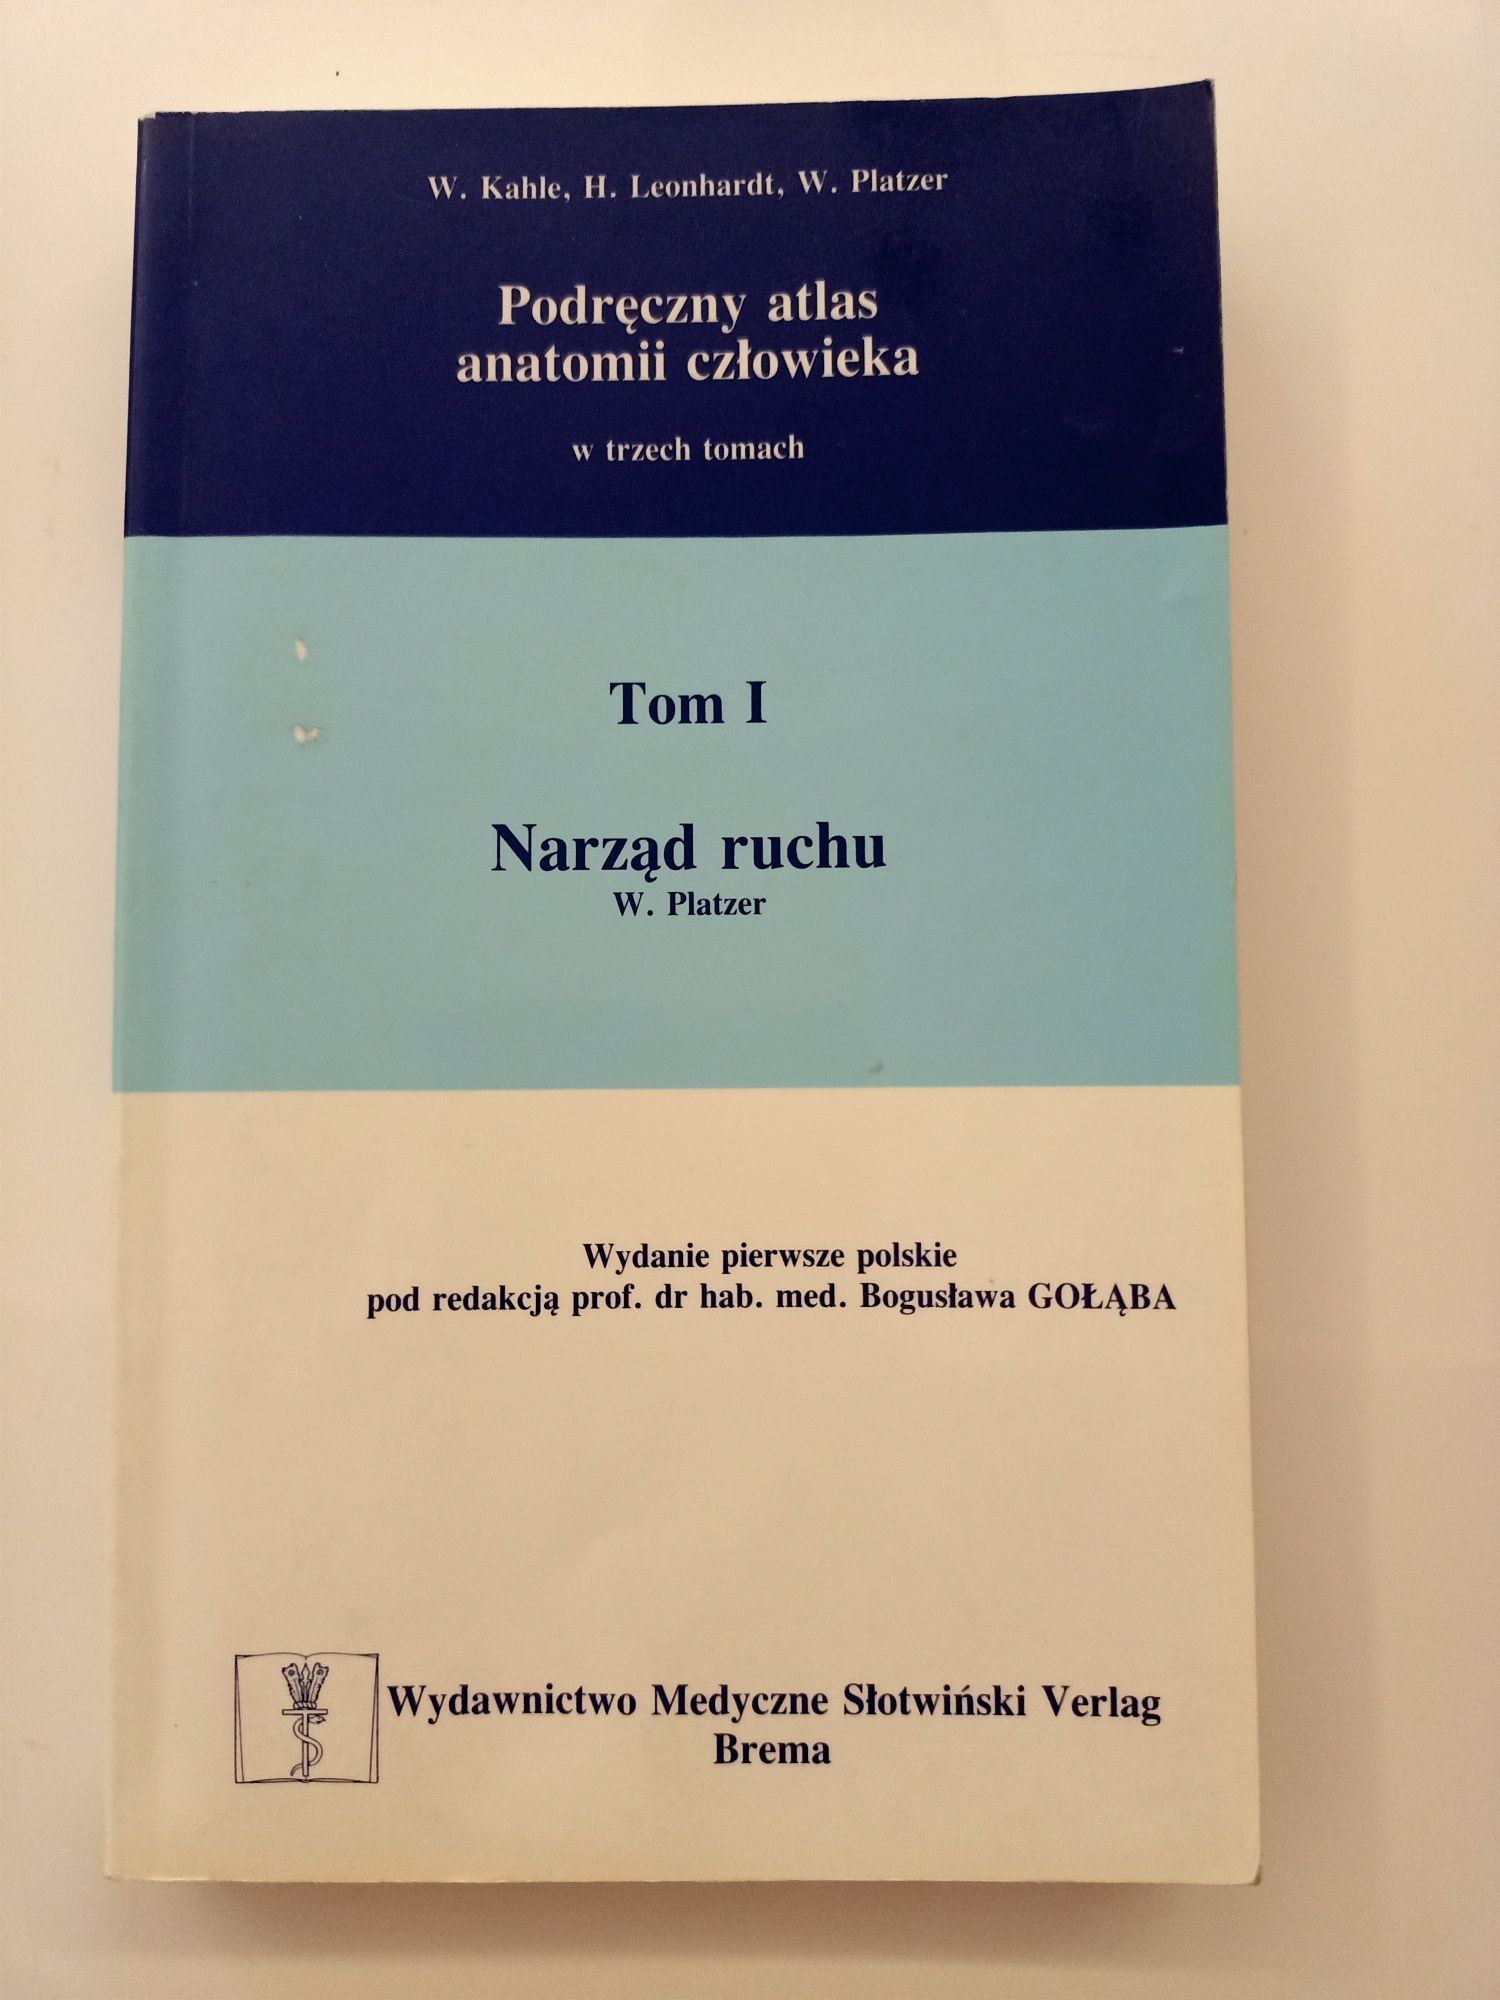 W. Kahle, H. Leonhardt, W. Platzer
Podręczny atlas
anatomii człowieka
w trzech tomach
Tom I
Narząd ruchu
W. Platzer
Wydanie pierwsze polskie
pod redakcją prof. dr hab. med. Bogusława GOŁĄBA
Wydawnictwo Medyczne Słotwiński Verlag
Brema